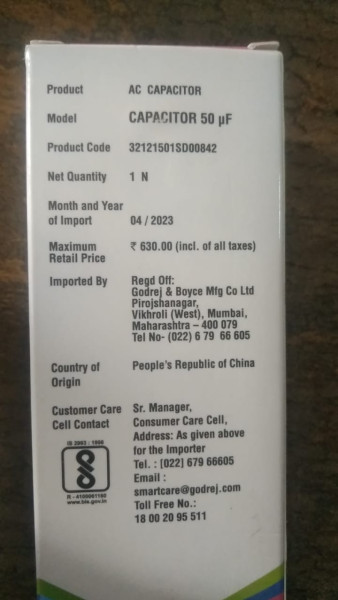 Product AC CAPACITOR
Model CAPACITOR 50 µF
Product Code 32121501SD00842
Net Quantity 1 N
Month and Year
of Import 04 / 2023
Maximum
Retail Price ₹ 630.00 (incl. of all taxes)
Imported By Regd Off:
Godrej & Boyce Mfg Co Ltd
Pirojshanagar,
Vikhroli (West), Mumbai,
Maharashtra – 400 079
Tel No- (022) 6 79 66 605
Country of
Origin People's Republic of China
Customer Care
Cell Contact Sr. Manager,
Consumer Care Cell,
Address: As given above
for the Importer
Tel. : [022] 679 66605
Email :
smartcare@godrej.com
Toll Free No.:
18 00 20 95 511
IS 2993 : 1998
R - 4100091160
www.bis.gov.in